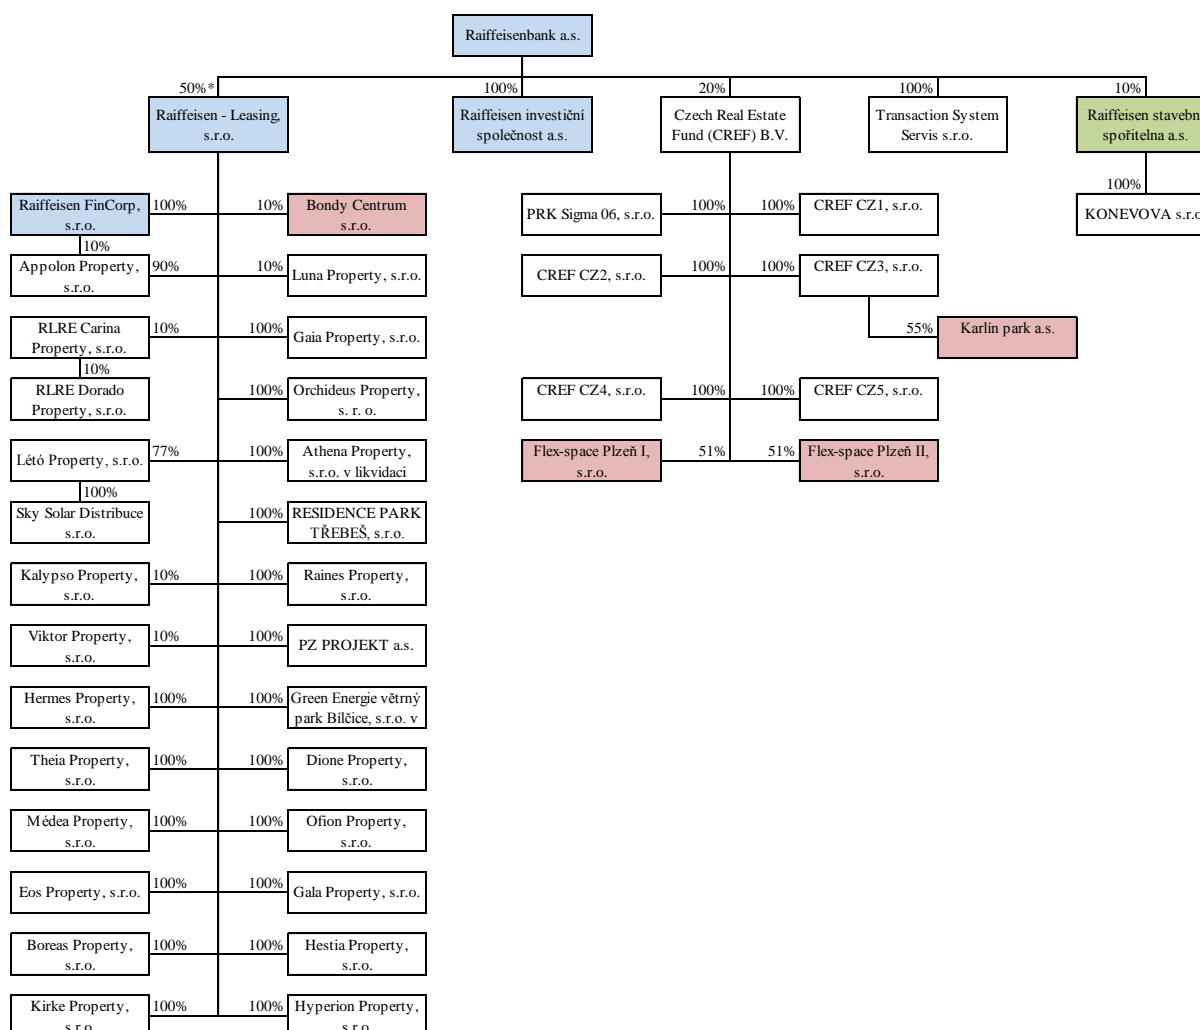 Raiffeisenbank a.s.
50%*
100%
20%
100%
10%
Raiffeisen - Leasing,
s.r.o.
Raiffeisen investiční
společnost a.s.
Czech Real Estate
Fund (CREF) B.V.
Transaction System
Servis s.r.o.
Raiffeisen stavebn
spořitelna a.s.
100%
KONEVOVA s.r.o
Raiffeisen FinCorp,
s.r.o.
100%
10%
Bondy Centrum
s.r.o.
PRK Sigma 06, s.r.o.
100%
100%
CREF CZ1, s.r.o.
10%
Appolon Property,
s.r.o.
90%
10%
Luna Property, s.r.o.
CREF CZ2, s.r.o.
100%
100%
CREF CZ3, s.r.o.
RLRE Carina
Property, s.r.o.
10%
100%
Gaia Property, s.r.o.
55%
Karlín park a.s.
10%
RLRE Dorado
Property, s.r.o.
100%
Orchideus Property,
s. r. o.
CREF CZ4, s.r.o.
100%
100%
CREF CZ5, s.r.o.
Létó Property, s.r.o.
77%
100%
Athena Property,
s.r.o. v likvidaci
Flex-space Plzeň I,
s.r.o.
51%
51%
Flex-space Plzeň II,
s.r.o.
100%
Sky Solar Distribuce
s.r.o.
100%
RESIDENCE PARK
TŘEBEŠ, s.r.o.
Kalypso Property,
s.r.o.
10%
100%
Raines Property,
s.r.o.
Viktor Property,
s.r.o.
10%
100%
PZ PROJEKT a.s.
Hermes Property,
s.r.o.
100%
100%
Green Energie větrný
park Bílčice, s.r.o. v
Theia Property,
s.r.o.
100%
100%
Dione Property,
s.r.o.
Médea Property,
s.r.o.
100%
100%
Ofion Property,
s.r.o.
Eos Property, s.r.o.
100%
100%
Gala Property, s.r.o.
Boreas Property,
s.r.o.
100%
100%
Hestia Property,
s.r.o.
Kirke Property,
s.r.o.
100%
100%
Hyperion Property,
s.r.o.